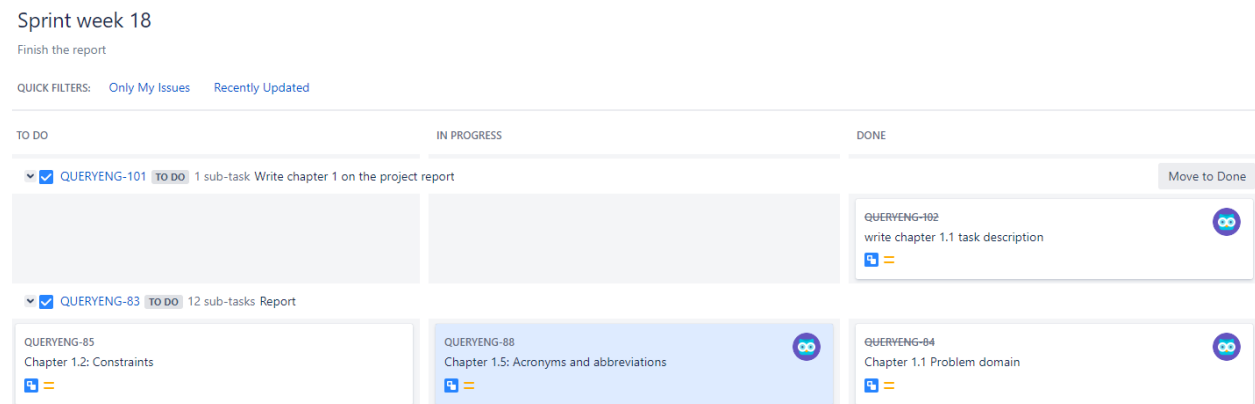 Sprint week 18
Finish the report
QUICK FILTERS: Only My Issues Recently Updated
TO DO IN PROGRESS DONE
QUERYENG-101 TO DO 1 sub-task Write chapter 1 on the project report Move to Done
QUERYENG-102
write chapter 1.1 task description
QUERYENG-83 TO DO 12 sub-tasks Report
QUERYENG-85
Chapter 1.2: Constraints
QUERYENG-88
Chapter 1.5: Acronyms and abbreviations
QUERYENG-84
Chapter 1.1 Problem domain